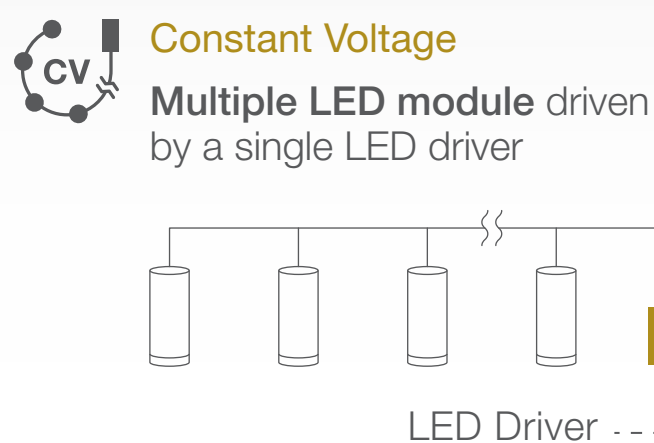 CV
Constant Voltage
Multiple LED module driven
by a single LED driver
LED Driver